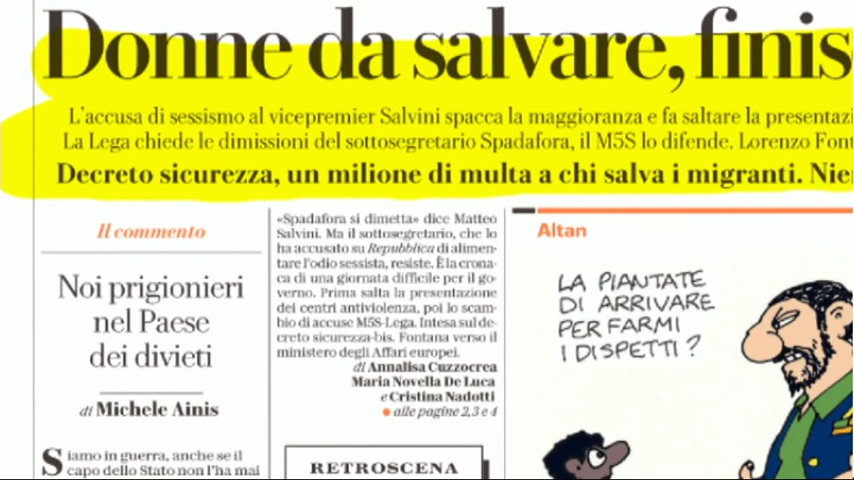 Donne da salvare, finis
L'accusa di sessismo al vicepremier Salvini spacca la maggioranza e fa saltare la presentazi
La Lega chiede le dimissioni del sottosegretario Spadafora, il M5S lo difende. Lorenzo Font
Decreto sicurezza, un milione di multa a chi salva i migranti. Nie
Il commento
Noi prigionieri
nel Paese
dei divieti
di Michele Ainis
Siamo in guerra, anche se il
capo dello Stato non l'ha mai
«Spadafora si dimetta» dice Matteo
Salvini. Ma il sottosegretario, che lo
ha accusato su Repubblica di alimen-
tare l'odio sessista, resiste. È la crona-
ca di una giornata difficile per il go-
verno. Prima salta la presentazione
dei centri antiviolenza, poi lo scam-
bio di accuse M5S-Lega. Intesa sul de-
creto sicurezza-bis. Fontana verso il
ministero degli Affari europei.
di Annalisa Cuzzocrea
Maria Novella De Luca
e Cristina Nadotti
● alle pagine 2,3 e 4
RETROSCENA
Altan
LA PIANTATE
DI ARRIVARE
PER FARMI
I DISPETTI?